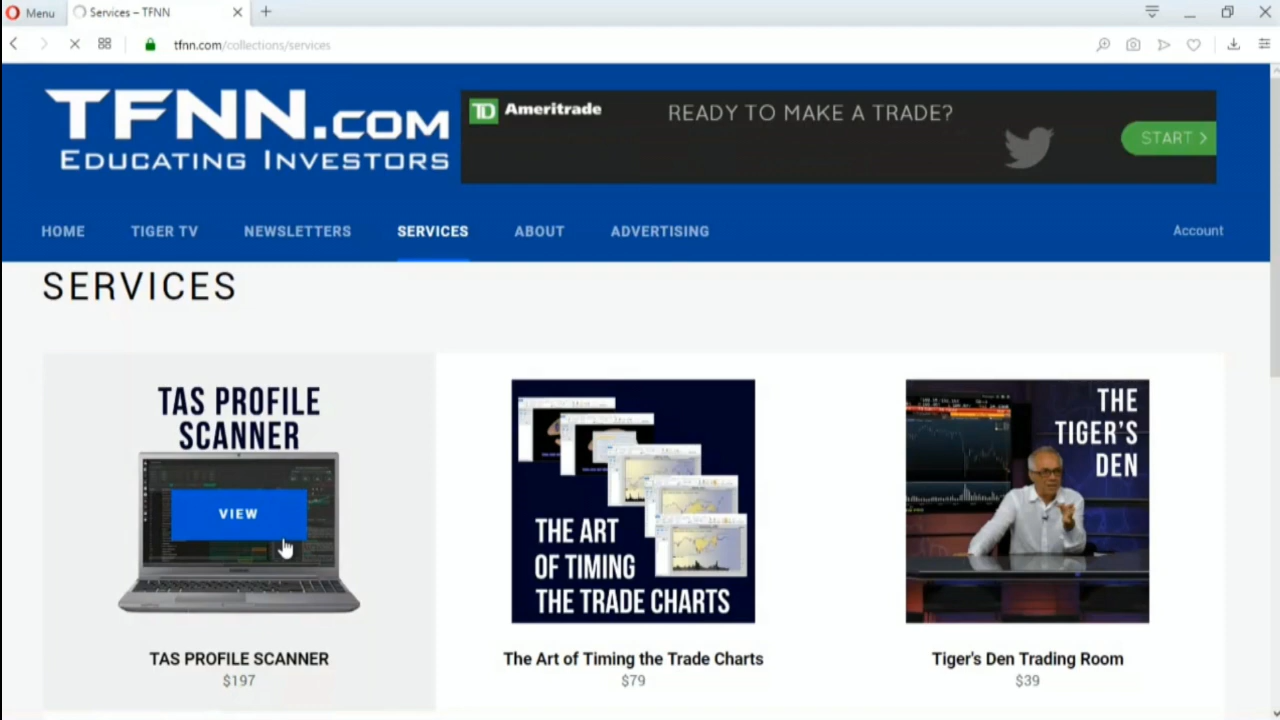 Menu
Services – TFNN
tfnn.com/collections/services
TFNN.COM
EDUCATING INVESTORS
TD Ameritrade
READY TO MAKE A TRADE?
START >
HOME TIGER TV NEWSLETTERS SERVICES ABOUT ADVERTISING Account
SERVICES
TAS PROFILE
SCANNER
VIEW
THE ART
OF TIMING
THE TRADE CHARTS
THE
TIGER'S
DEN
TAS PROFILE SCANNER
$197
The Art of Timing the Trade Charts
$79
Tiger's Den Trading Room
$39